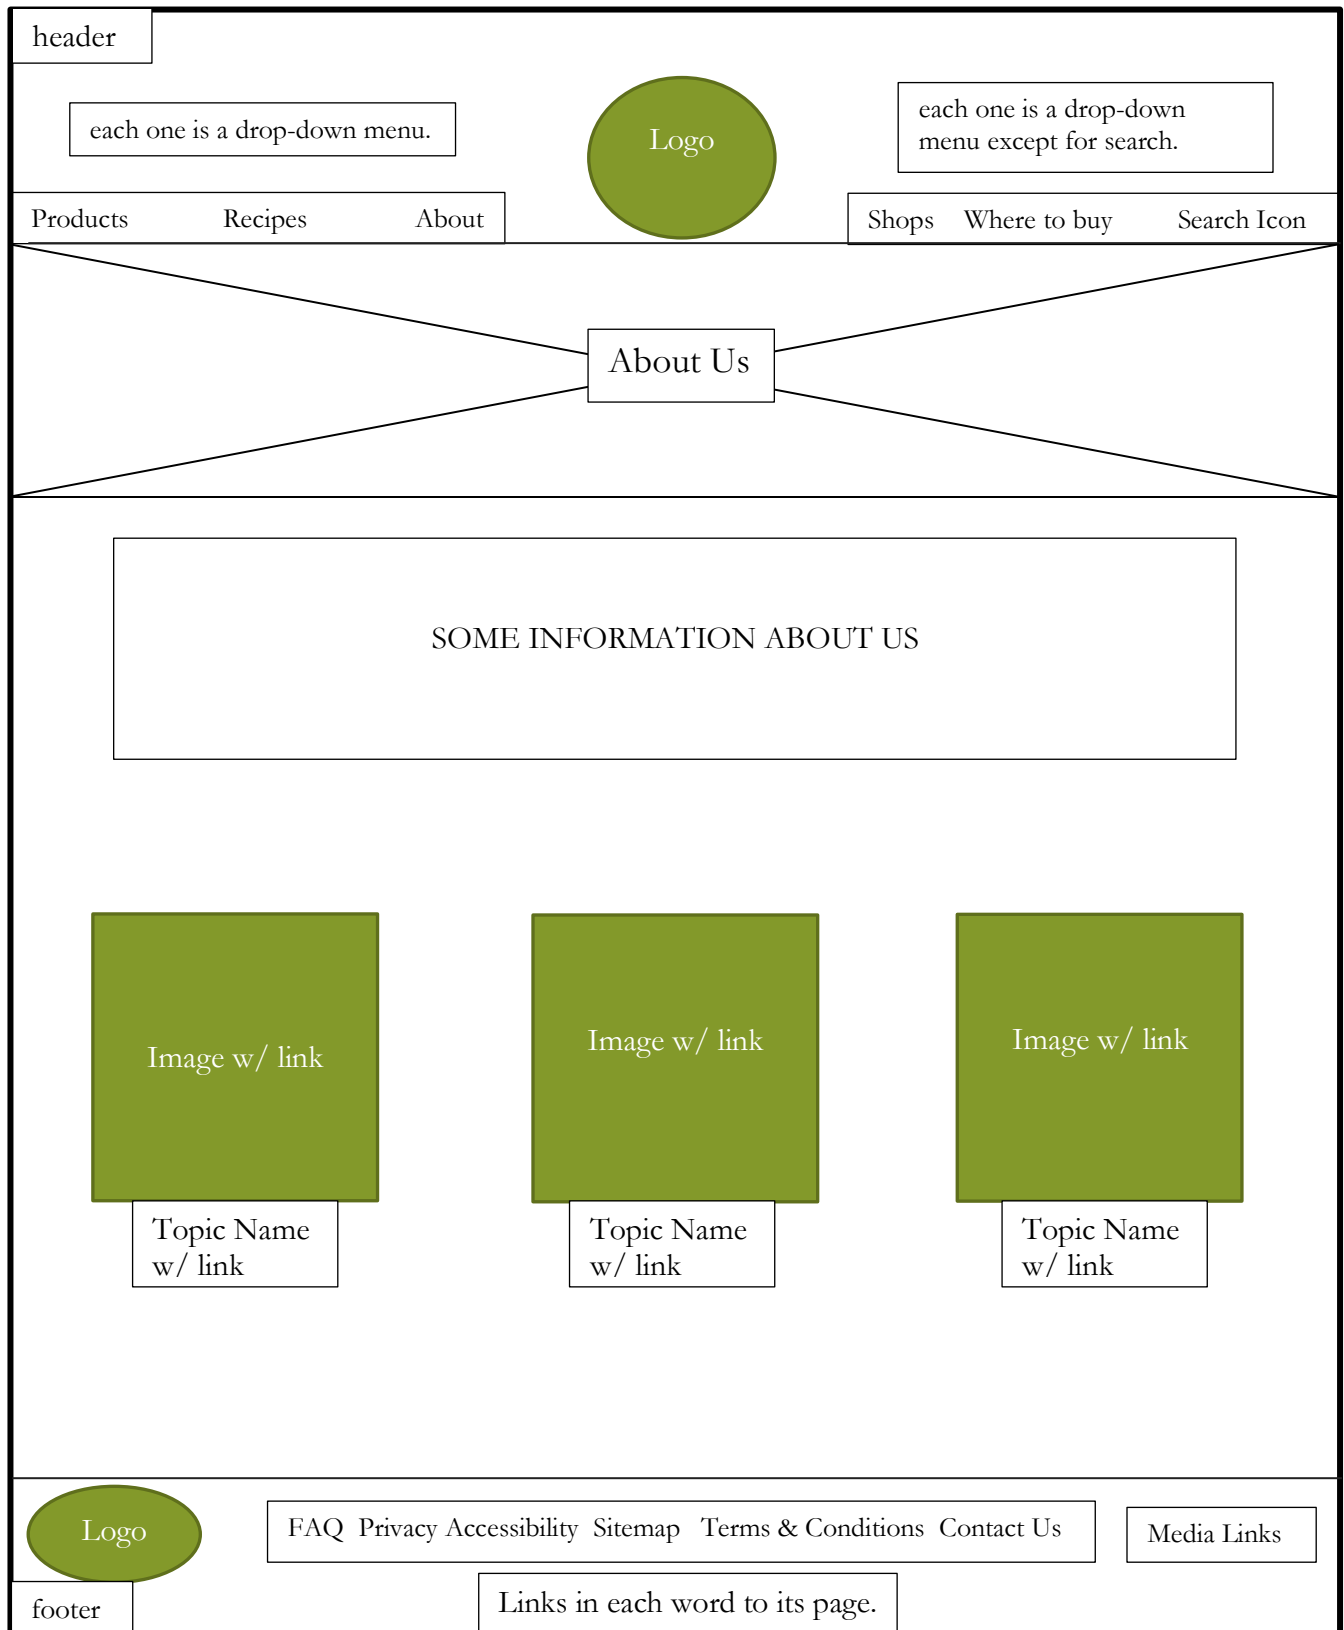 header
each one is a drop-down menu.
Logo
each one is a drop-down
menu except for search.
Products Recipes About
Shops Where to buy Search Icon
About Us
SOME INFORMATION ABOUT US
Image w/ link
Image w/ link
Image w/ link
Topic Name
w/ link
Topic Name
w/ link
Topic Name
w/ link
Logo
FAQ Privacy Accessibility Sitemap Terms & Conditions Contact Us
Media Links
footer
Links in each word to its page.